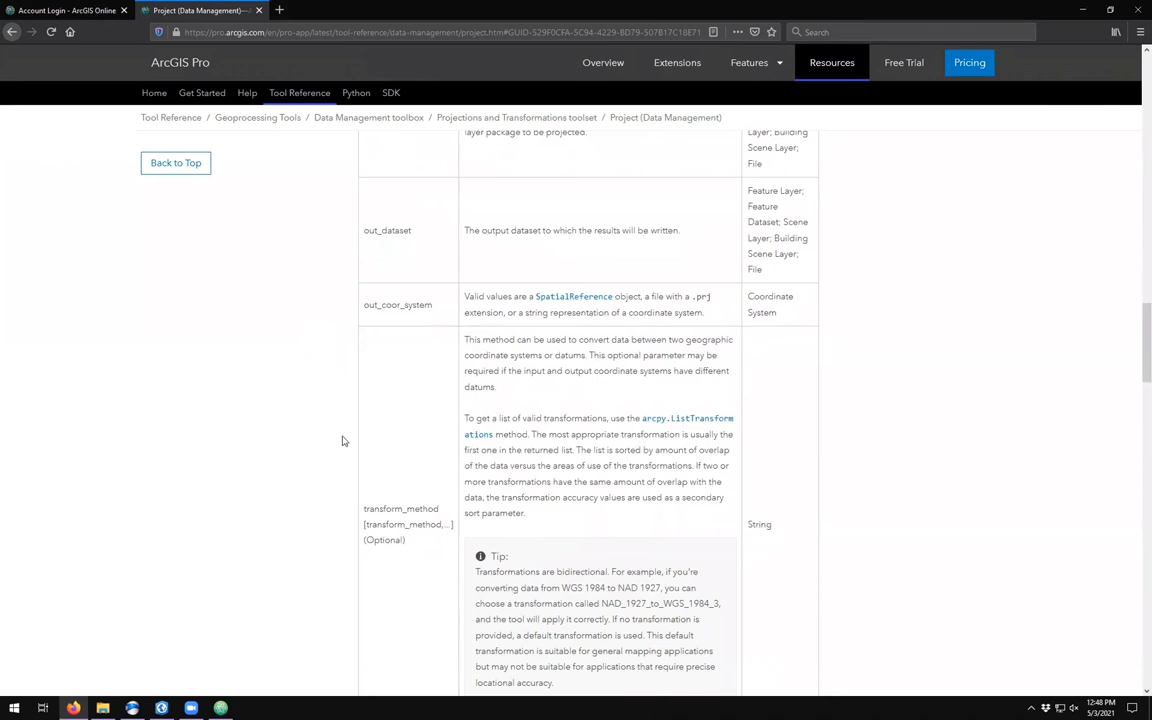 Account Login - ArcGIS Online
Project (Data Management)—
https://pro.arcgis.com/en/pro-app/latest/tool-reference/data-management/project.htm#GUID-529F0CFA-5C94-4229-BD79-507B17C18E71
Search
ArcGIS Pro
Overview
Extensions
Features
Resources
Free Trial
Pricing
Home
Get Started
Help
Tool Reference
Python
SDK
Tool Reference / Geoprocessing Tools / Data Management toolbox / Projections and Transformations toolset / Project (Data Management)
Back to Top
layer package to be projected.
Layer; Building
Scene Layer;
File
out_dataset
The output dataset to which the results will be written.
Feature Layer;
Feature
Dataset; Scene
Layer; Building
Scene Layer;
File
out_coor_system
Valid values are a SpatialReference object, a file with a .prj
extension, or a string representation of a coordinate system.
Coordinate
System
transform_method
[transform_method,...]
(Optional)
This method can be used to convert data between two geographic
coordinate systems or datums. This optional parameter may be
required if the input and output coordinate systems have different
datums.
To get a list of valid transformations, use the arcpy.ListTransform
ations method. The most appropriate transformation is usually the
first one in the returned list. The list is sorted by amount of overlap
of the data versus the areas of use of the transformations. If two or
more transformations have the same amount of overlap with the
data, the transformation accuracy values are used as a secondary
sort parameter.
Tip:
Transformations are bidirectional. For example, if you're
converting data from WGS 1984 to NAD 1927, you can
choose a transformation called NAD_1927_to_WGS_1984_3,
and the tool will apply it correctly. If no transformation is
provided, a default transformation is used. This default
transformation is suitable for general mapping applications
but may not be suitable for applications that require precise
locational accuracy.
String
12:48 PM
5/3/2021